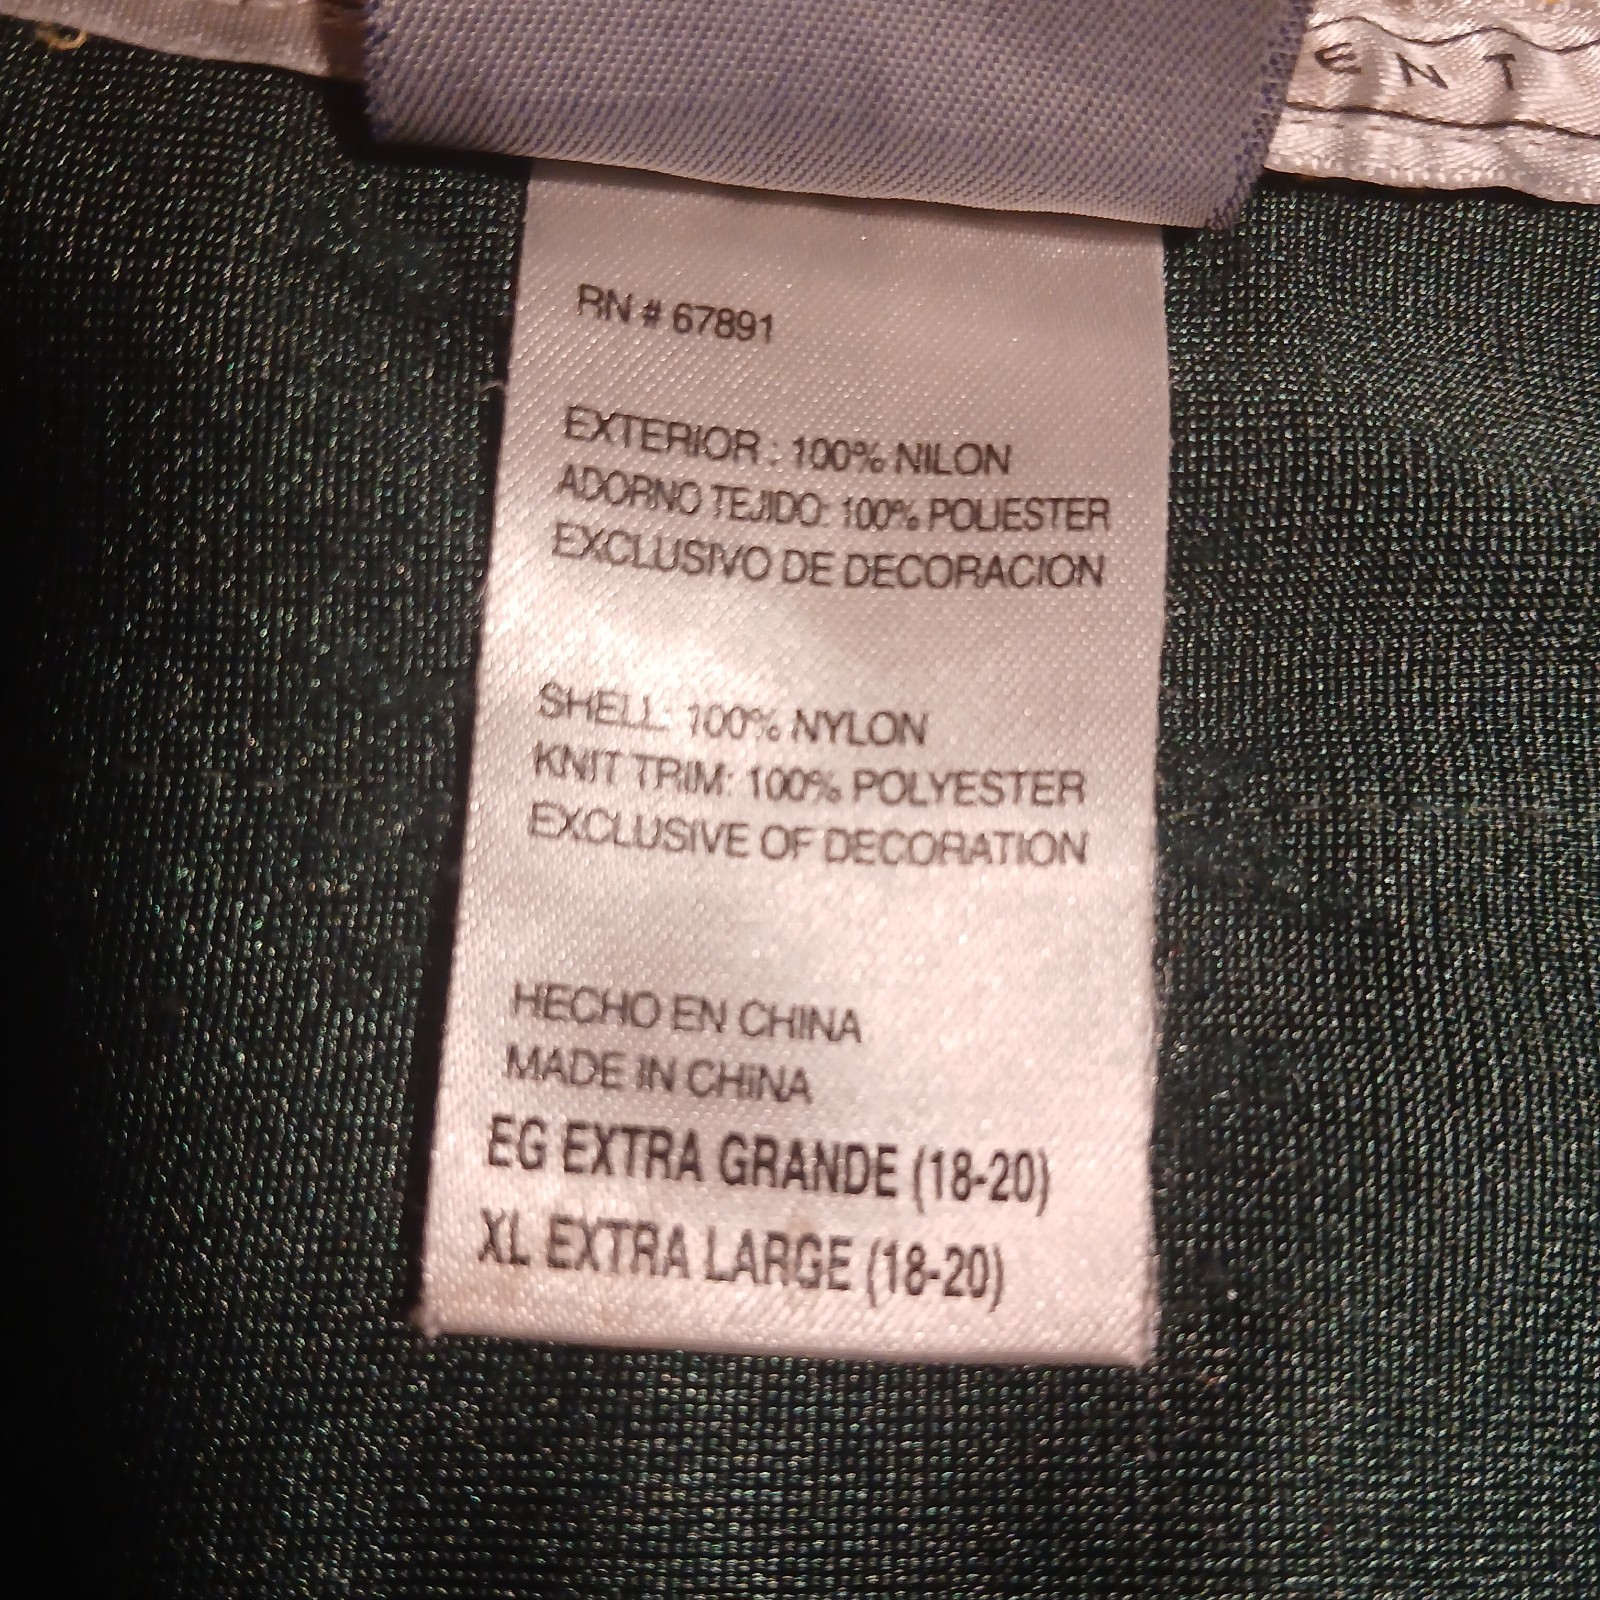 ENT
RN # 67891
EXTERIOR : 100% NILON
ADORNO TEJIDO: 100% POLIESTER
EXCLUSIVO DE DECORACION
SHELL: 100% NYLON
KNIT TRIM: 100% POLYESTER
EXCLUSIVE OF DECORATION
HECHO EN CHINA
MADE IN CHINA
EG EXTRA GRANDE (18-20)
XL EXTRA LARGE (18-20)